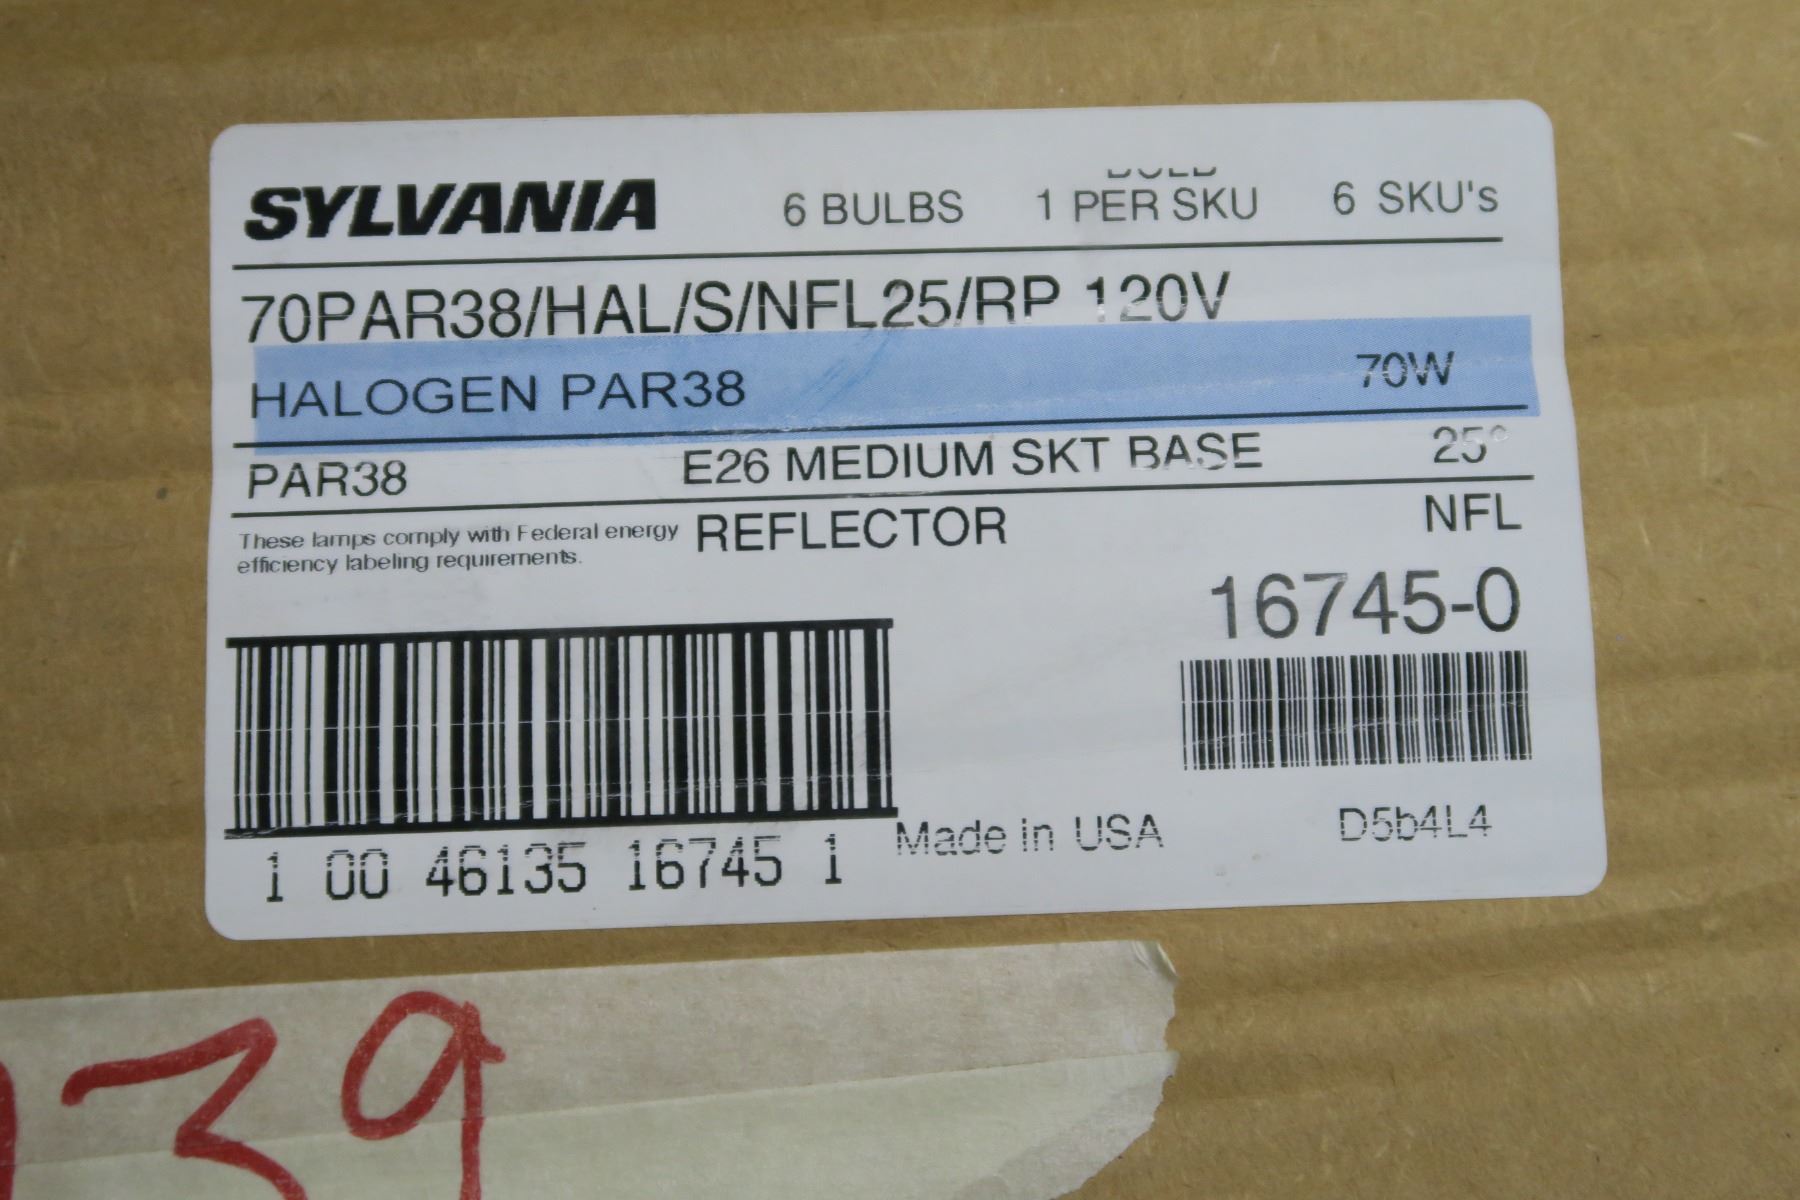 SYLVANIA 6 BULBS 1 PER SKU 6 SKU's
70PAR38/HAL/S/NFL25/RP 120V
HALOGEN PAR38 70W
PAR38 E26 MEDIUM SKT BASE 25°
These lamps comply with Federal energy REFLECTOR NFL
efficiency labeling requirements.
16745-0
1 00 46135 16745 1 Made in USA D5b4L4
39